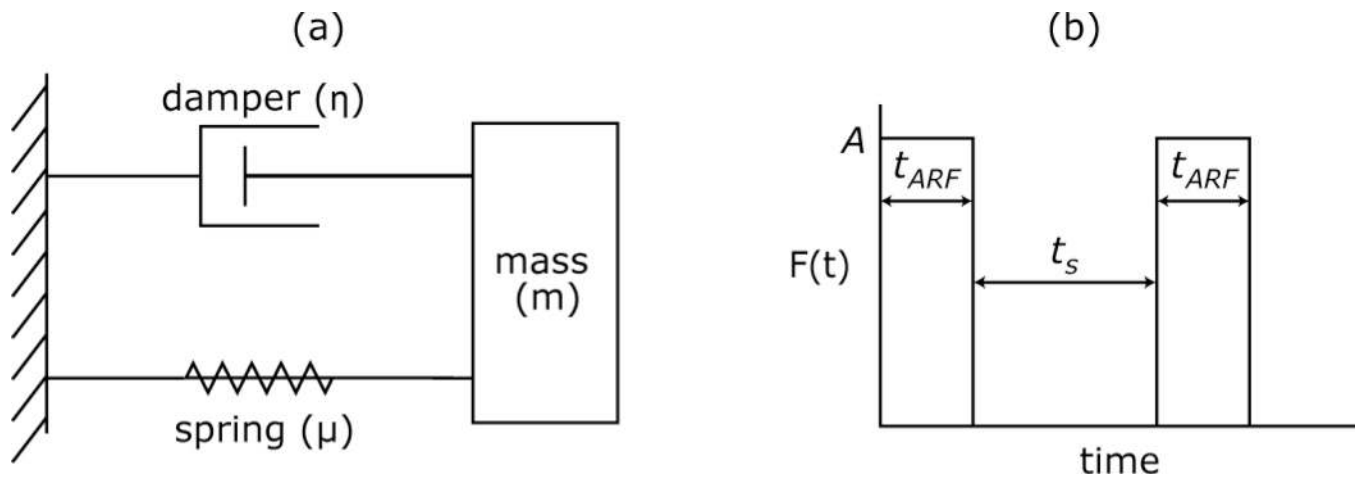 (a)
damper (η)
mass
(m)
spring (μ)
(b)
A
t_ARF
t_ARF
t_s
F(t)
time